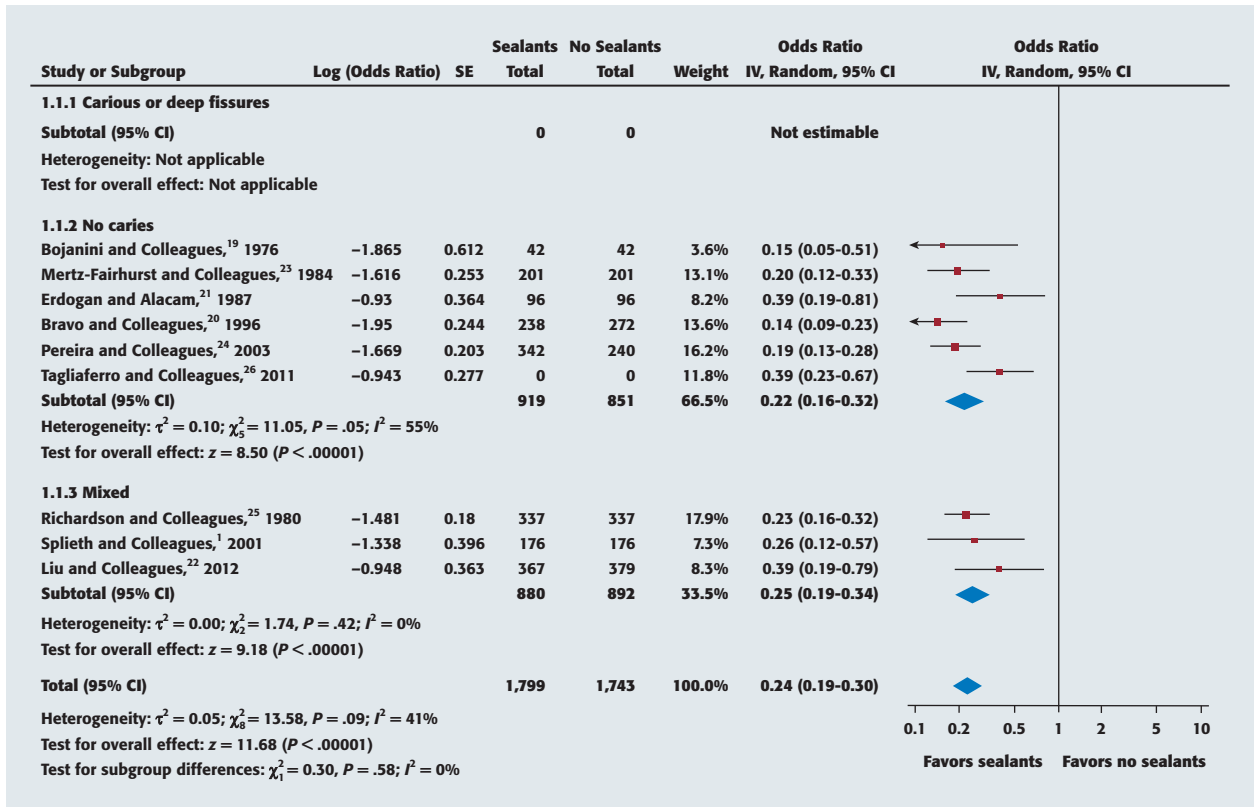 Sealants No Sealants Odds Ratio Odds Ratio
Study or Subgroup Log (Odds Ratio) SE Total Total Weight IV, Random, 95% CI IV, Random, 95% CI
1.1.1 Carious or deep fissures
Subtotal (95% CI) 0 0 Not estimable
Heterogeneity: Not applicable
Test for overall effect: Not applicable
1.1.2 No caries
Bojanini and Colleagues,¹⁹ 1976 −1.865 0.612 42 42 3.6% 0.15 (0.05-0.51)
Mertz-Fairhurst and Colleagues,²³ 1984 −1.616 0.253 201 201 13.1% 0.20 (0.12-0.33)
Erdogan and Alacam,²¹ 1987 −0.93 0.364 96 96 8.2% 0.39 (0.19-0.81)
Bravo and Colleagues,²⁰ 1996 −1.95 0.244 238 272 13.6% 0.14 (0.09-0.23)
Pereira and Colleagues,²⁴ 2003 −1.669 0.203 342 240 16.2% 0.19 (0.13-0.28)
Tagliaferro and Colleagues,²⁶ 2011 −0.943 0.277 0 0 11.8% 0.39 (0.23-0.67)
Subtotal (95% CI) 919 851 66.5% 0.22 (0.16-0.32)
Heterogeneity: τ² = 0.10; χ²₅ = 11.05, P = .05; I² = 55%
Test for overall effect: z = 8.50 (P < .00001)
1.1.3 Mixed
Richardson and Colleagues,²⁵ 1980 −1.481 0.18 337 337 17.9% 0.23 (0.16-0.32)
Splieth and Colleagues,¹ 2001 −1.338 0.396 176 176 7.3% 0.26 (0.12-0.57)
Liu and Colleagues,²² 2012 −0.948 0.363 367 379 8.3% 0.39 (0.19-0.79)
Subtotal (95% CI) 880 892 33.5% 0.25 (0.19-0.34)
Heterogeneity: τ² = 0.00; χ²₂ = 1.74, P = .42; I² = 0%
Test for overall effect: z = 9.18 (P < .00001)
Total (95% CI) 1,799 1,743 100.0% 0.24 (0.19-0.30)
Heterogeneity: τ² = 0.05; χ²₈ = 13.58, P = .09; I² = 41%
0.1 0.2 0.5 1 2 5 10
Test for overall effect: z = 11.68 (P < .00001)
Favors sealants Favors no sealants
Test for subgroup differences: χ²₁ = 0.30, P = .58; I² = 0%